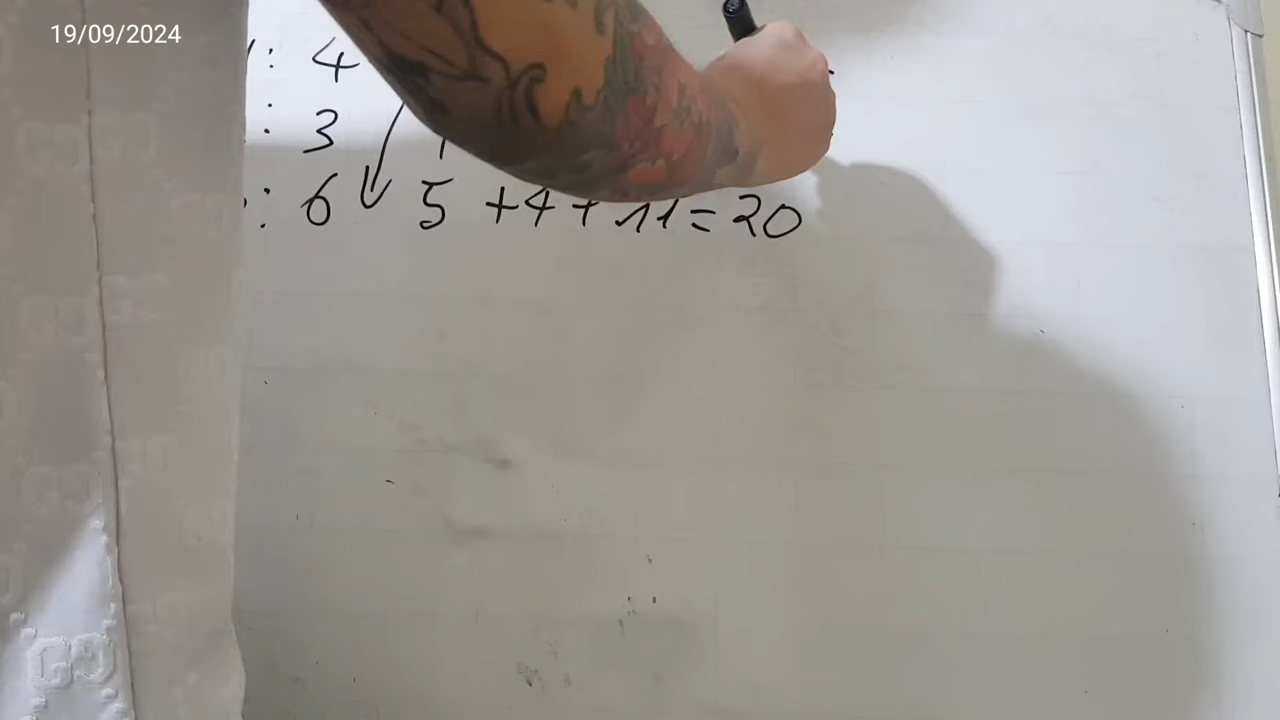 19/09/2024
: 4
: 3
: 6 5 +4+11=20